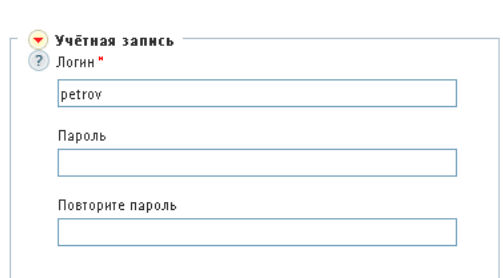 Учётная запись
? Логин *
petrov
Пароль
Повторите пароль